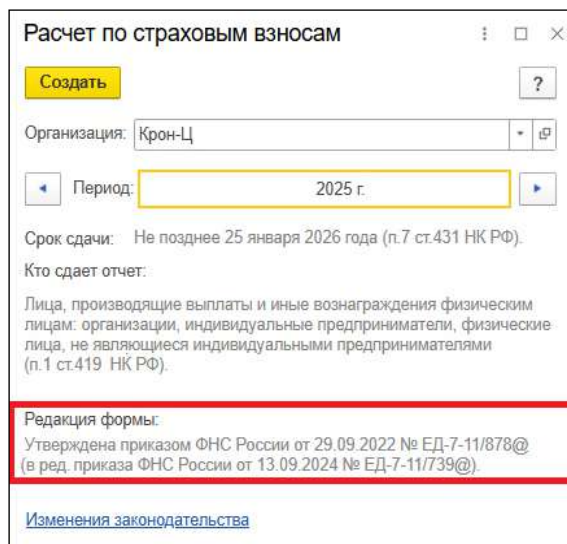 Расчет по страховым взносам
Создать
?
Организация: Крон-Ц
Период: 2025 г.
Срок сдачи: Не позднее 25 января 2026 года (п.7 ст.431 НК РФ).
Кто сдает отчет:
Лица, производящие выплаты и иные вознаграждения физическим
лицам: организации, индивидуальные предприниматели, физические
лица, не являющиеся индивидуальными предпринимателями
(п.1 ст.419 НК РФ).
Редакция формы:
Утверждена приказом ФНС России от 29.09.2022 № ЕД-7-11/878@
(в ред. приказа ФНС России от 13.09.2024 № ЕД-7-11/739@).
Изменения законодательства